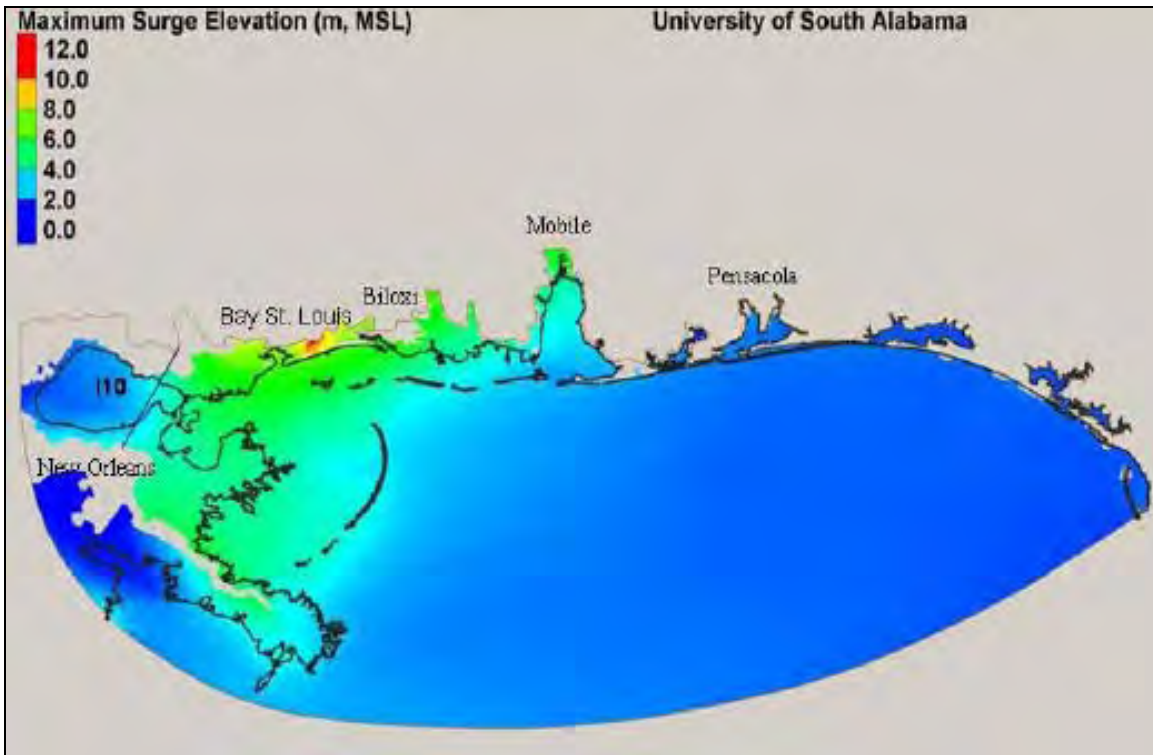 Maximum Surge Elevation (m, MSL) University of South Alabama
12.0
10.0
8.0
6.0
4.0
2.0
0.0
Mobile
Pensacola
Biloxi
Bay St. Louis
I10
New Orleans